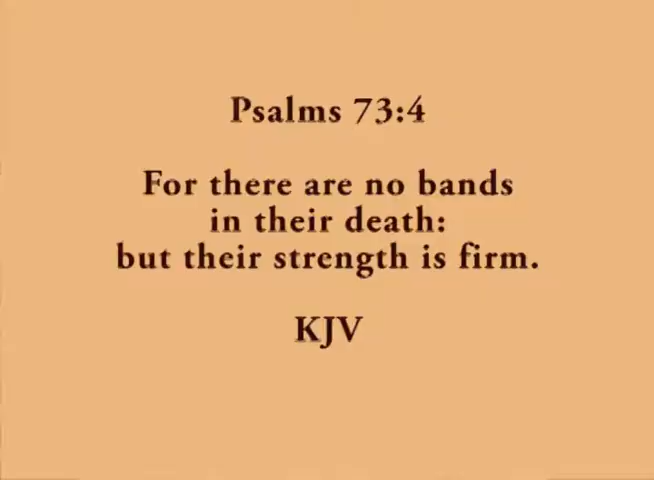 Psalms 73:4
For there are no bands
in their death:
but their strength is firm.
KJV